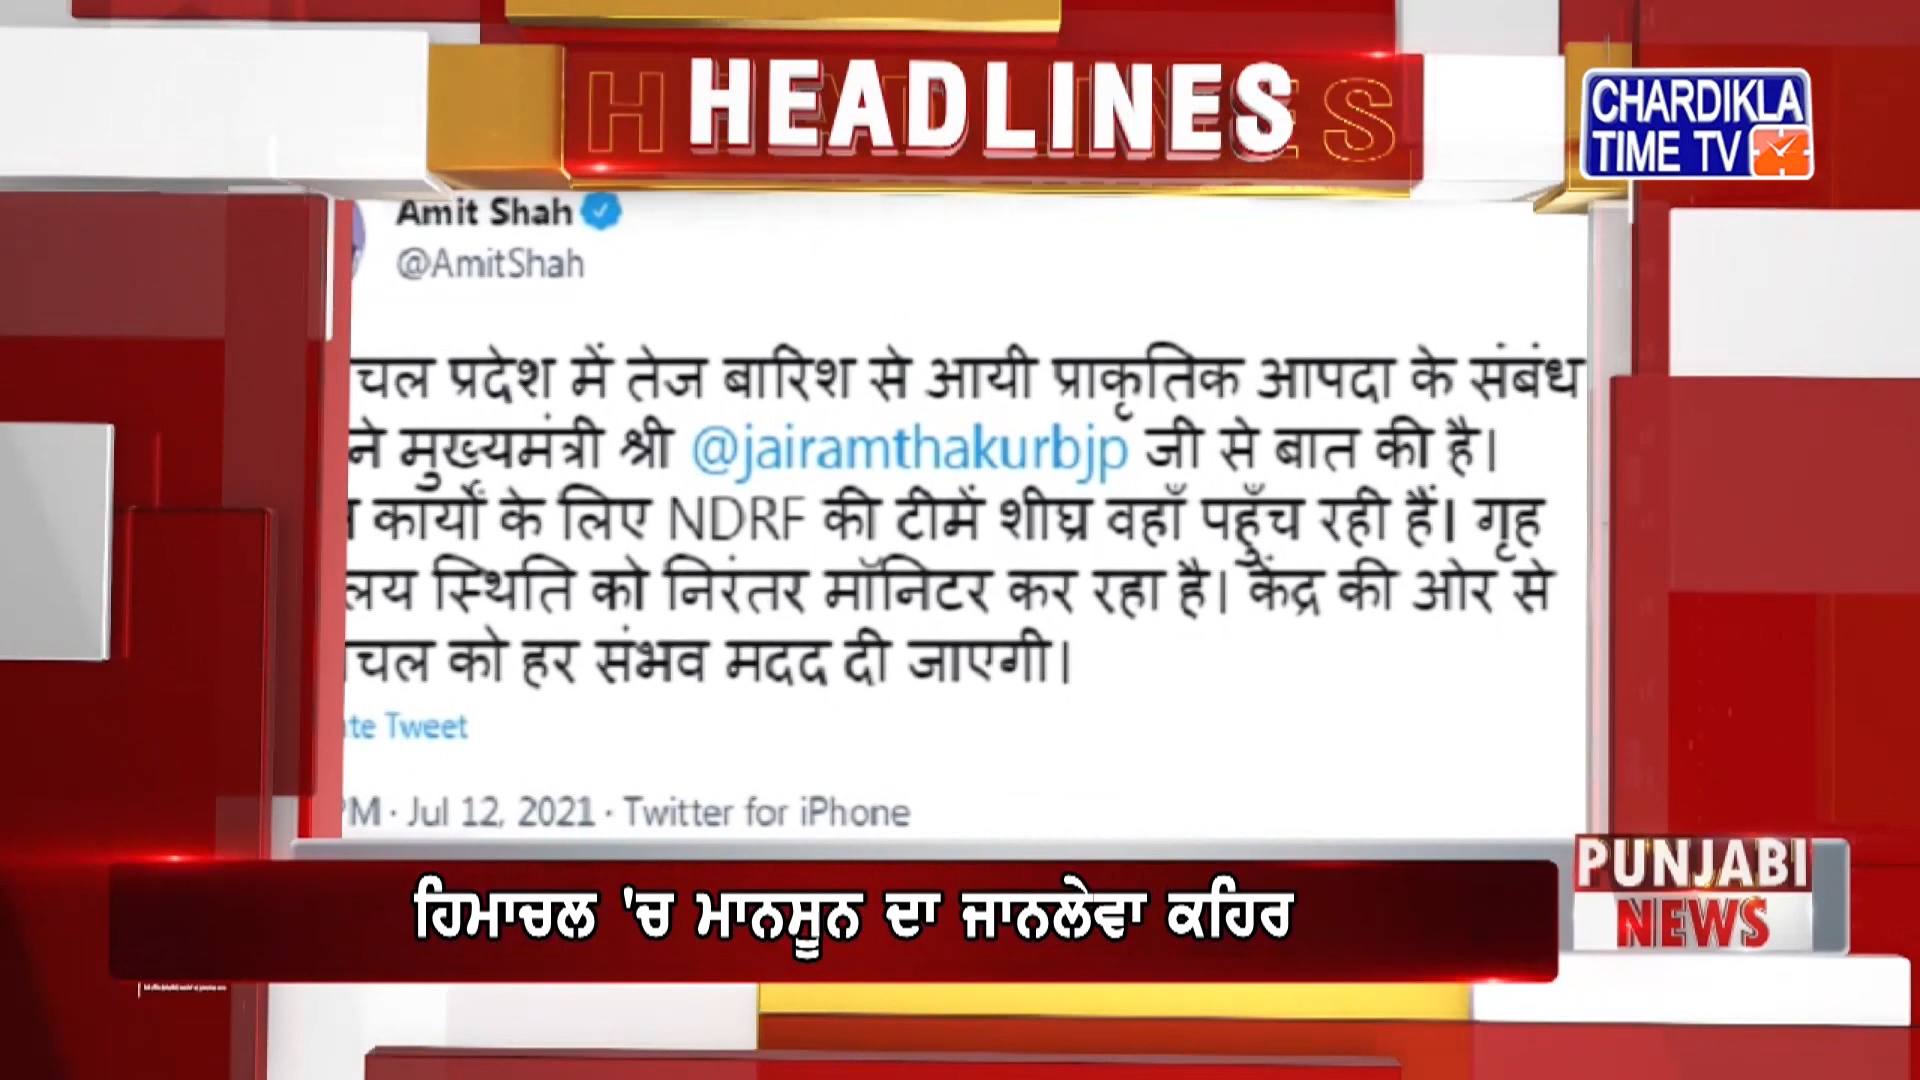 HEADLINES
CHARDIKLA
TIME TV
Amit Shah
@AmitShah
चल प्रदेश में तेज बारिश से आयी प्राकृतिक आपदा के संबंध
ने मुख्यमंत्री श्री @jairamthakurbjp जी से बात की है।
कार्यों के लिए NDRF की टीमें शीघ्र वहाँ पहुँच रही हैं। गृह
लय स्थिति को निरंतर मॉनिटर कर रहा है। केंद्र की ओर से
चल को हर संभव मदद दी जाएगी।
te Tweet
PM · Jul 12, 2021 · Twitter for iPhone
ਹਿਮਾਚਲ 'ਚ ਮਾਨਸੂਨ ਦਾ ਜਾਨਲੇਵਾ ਕਹਿਰ
PUNJABI
NEWS